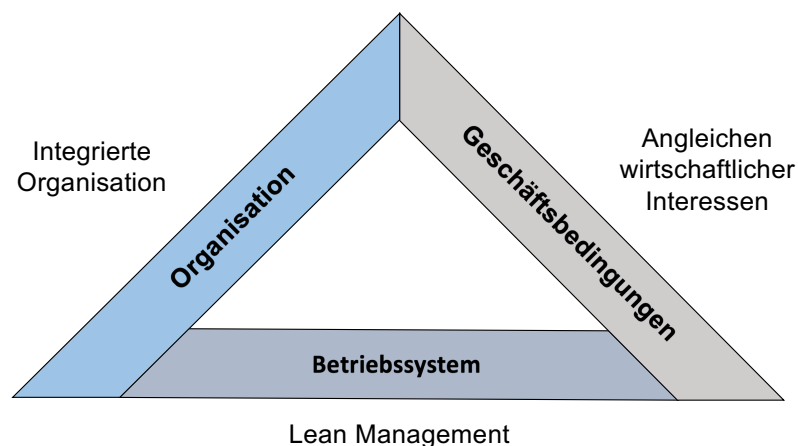 Integrierte
Organisation
Organisation
Geschäftsbedingungen
Angleichen
wirtschaftlicher
Interessen
Betriebssystem
Lean Management